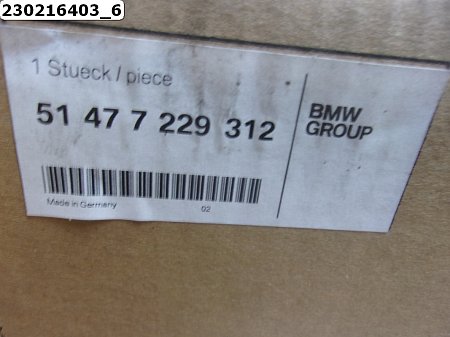 230216403_6
1 Stueck / piece
51 47 7 229 312
BMW
GROUP
Made in Germany
02